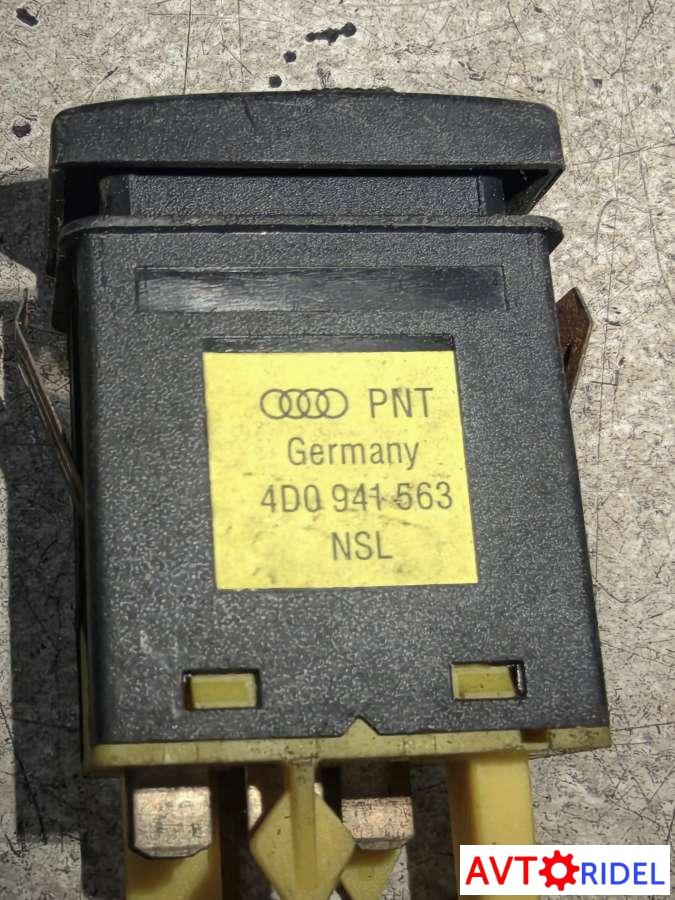 PNT
Germany
4D0 941 563
NSL
AVTORIDEL